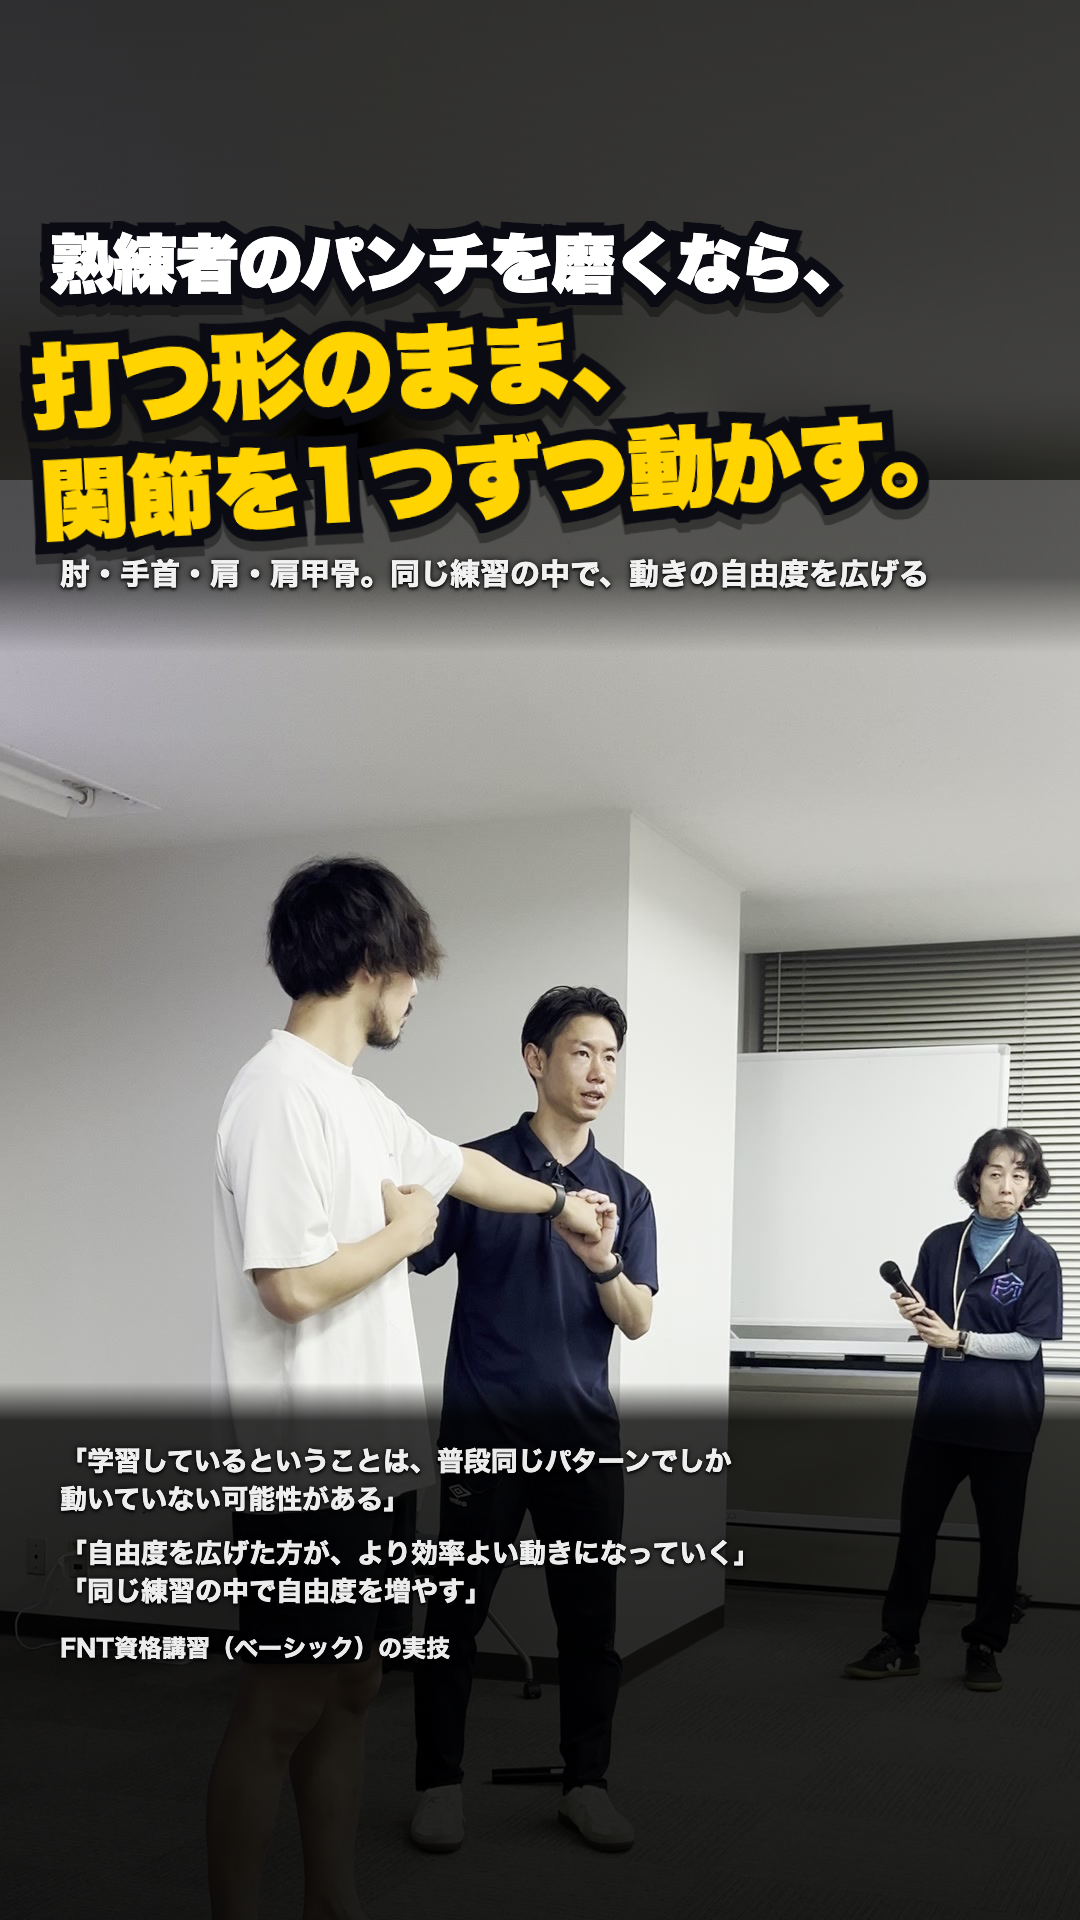 熟練者のパンチを磨くなら、
打つ形のまま、
関節を1つずつ動かす。
肘・手首・肩・肩甲骨。同じ練習の中で、動きの自由度を広げる
「学習しているということは、普段同じパターンでしか
動いていない可能性がある」
「自由度を広げた方が、より効率よい動きになっていく」
「同じ練習の中で自由度を増やす」
FNT資格講習（ベーシック）の実技